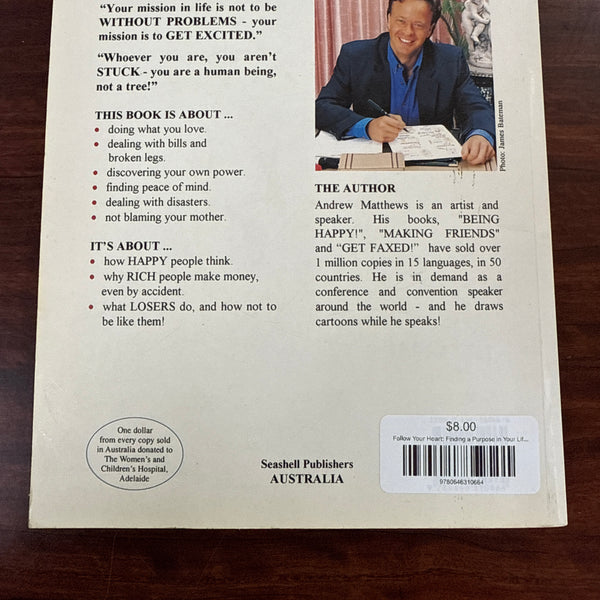 “Your mission in life is not to be
WITHOUT PROBLEMS - your
mission is to GET EXCITED.”
“Whoever you are, you aren't
STUCK - you are a human being,
not a tree!”
THIS BOOK IS ABOUT ...
• doing what you love.
• dealing with bills and
broken legs.
• discovering your own power.
• finding peace of mind.
• dealing with disasters.
• not blaming your mother.
IT'S ABOUT ...
• how HAPPY people think.
• why RICH people make money,
even by accident.
• what LOSERS do, and how not to
be like them!
Photo: James Bateman
THE AUTHOR
Andrew Matthews is an artist and
speaker. His books, "BEING
HAPPY!", "MAKING FRIENDS"
and “GET FAXED!” have sold over
1 million copies in 15 languages, in 50
countries. He is in demand as a
conference and convention speaker
around the world - and he draws
cartoons while he speaks!
One dollar
from every copy sold
in Australia donated to
The Women's and
Children's Hospital,
Adelaide
Seashell Publishers
AUSTRALIA
$8.00
Follow Your Heart: Finding a Purpose in Your Lif...
9780646310664